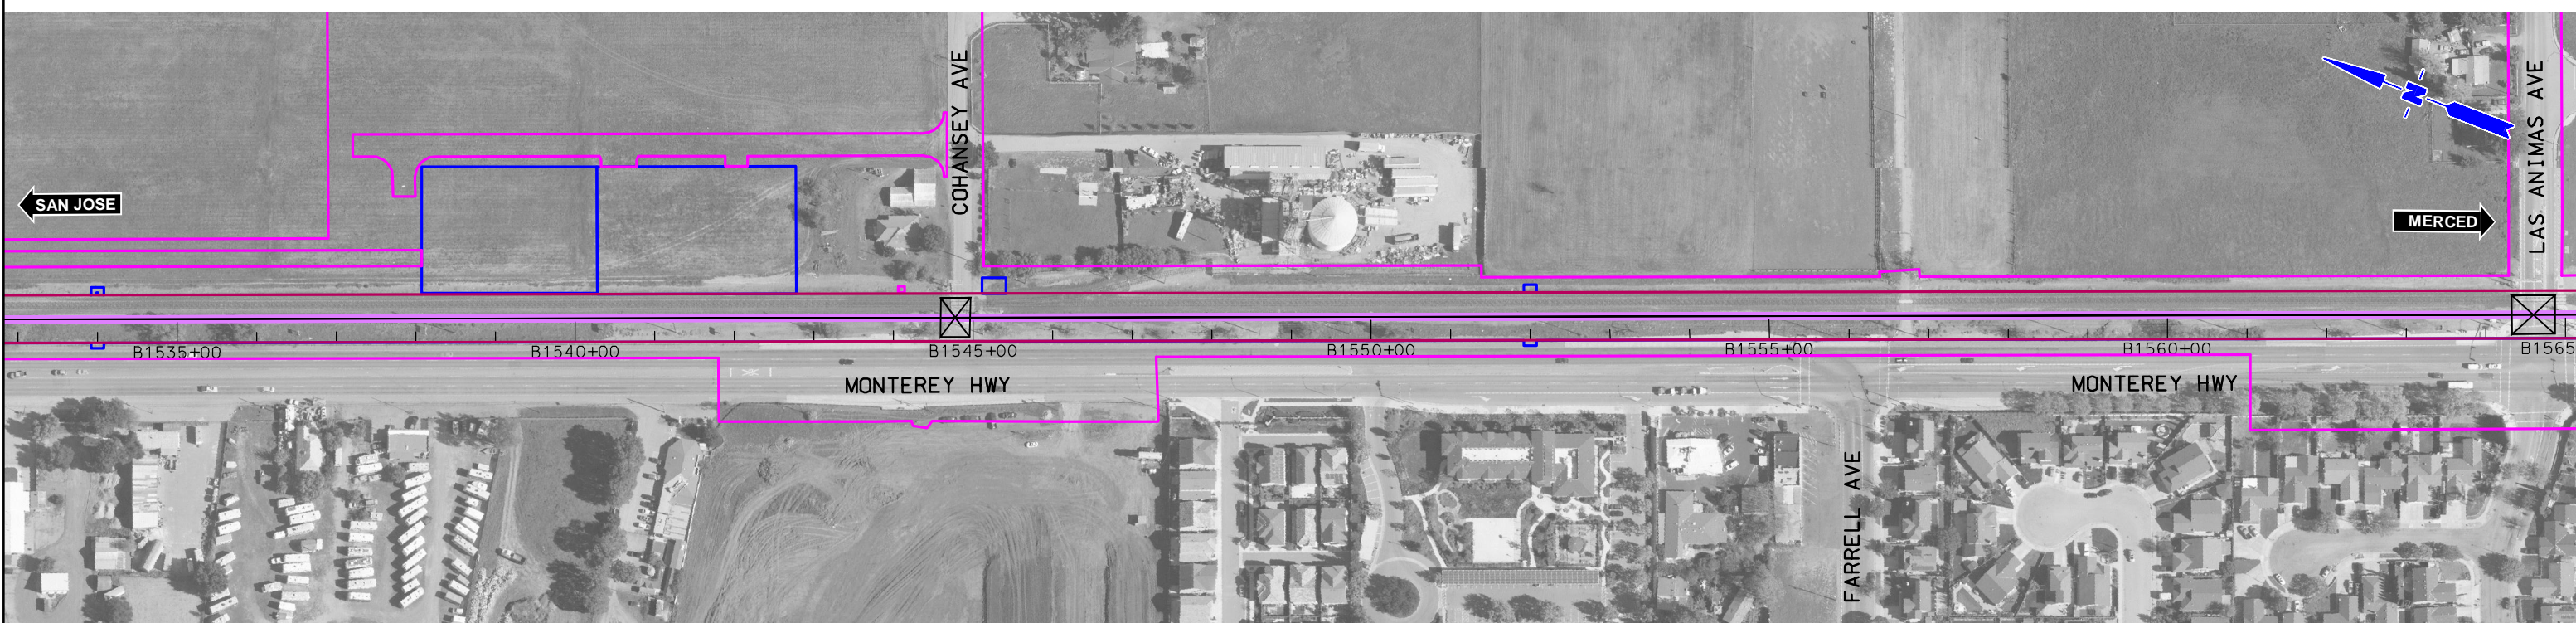 COHANSEY AVE
LAS ANIMAS AVE
N
SAN JOSE
MERCED
B1535+00
B1540+00
B1545+00
B1550+00
B1555+00
B1560+00
B1565
MONTEREY HWY
MONTEREY HWY
FARRELL AVE